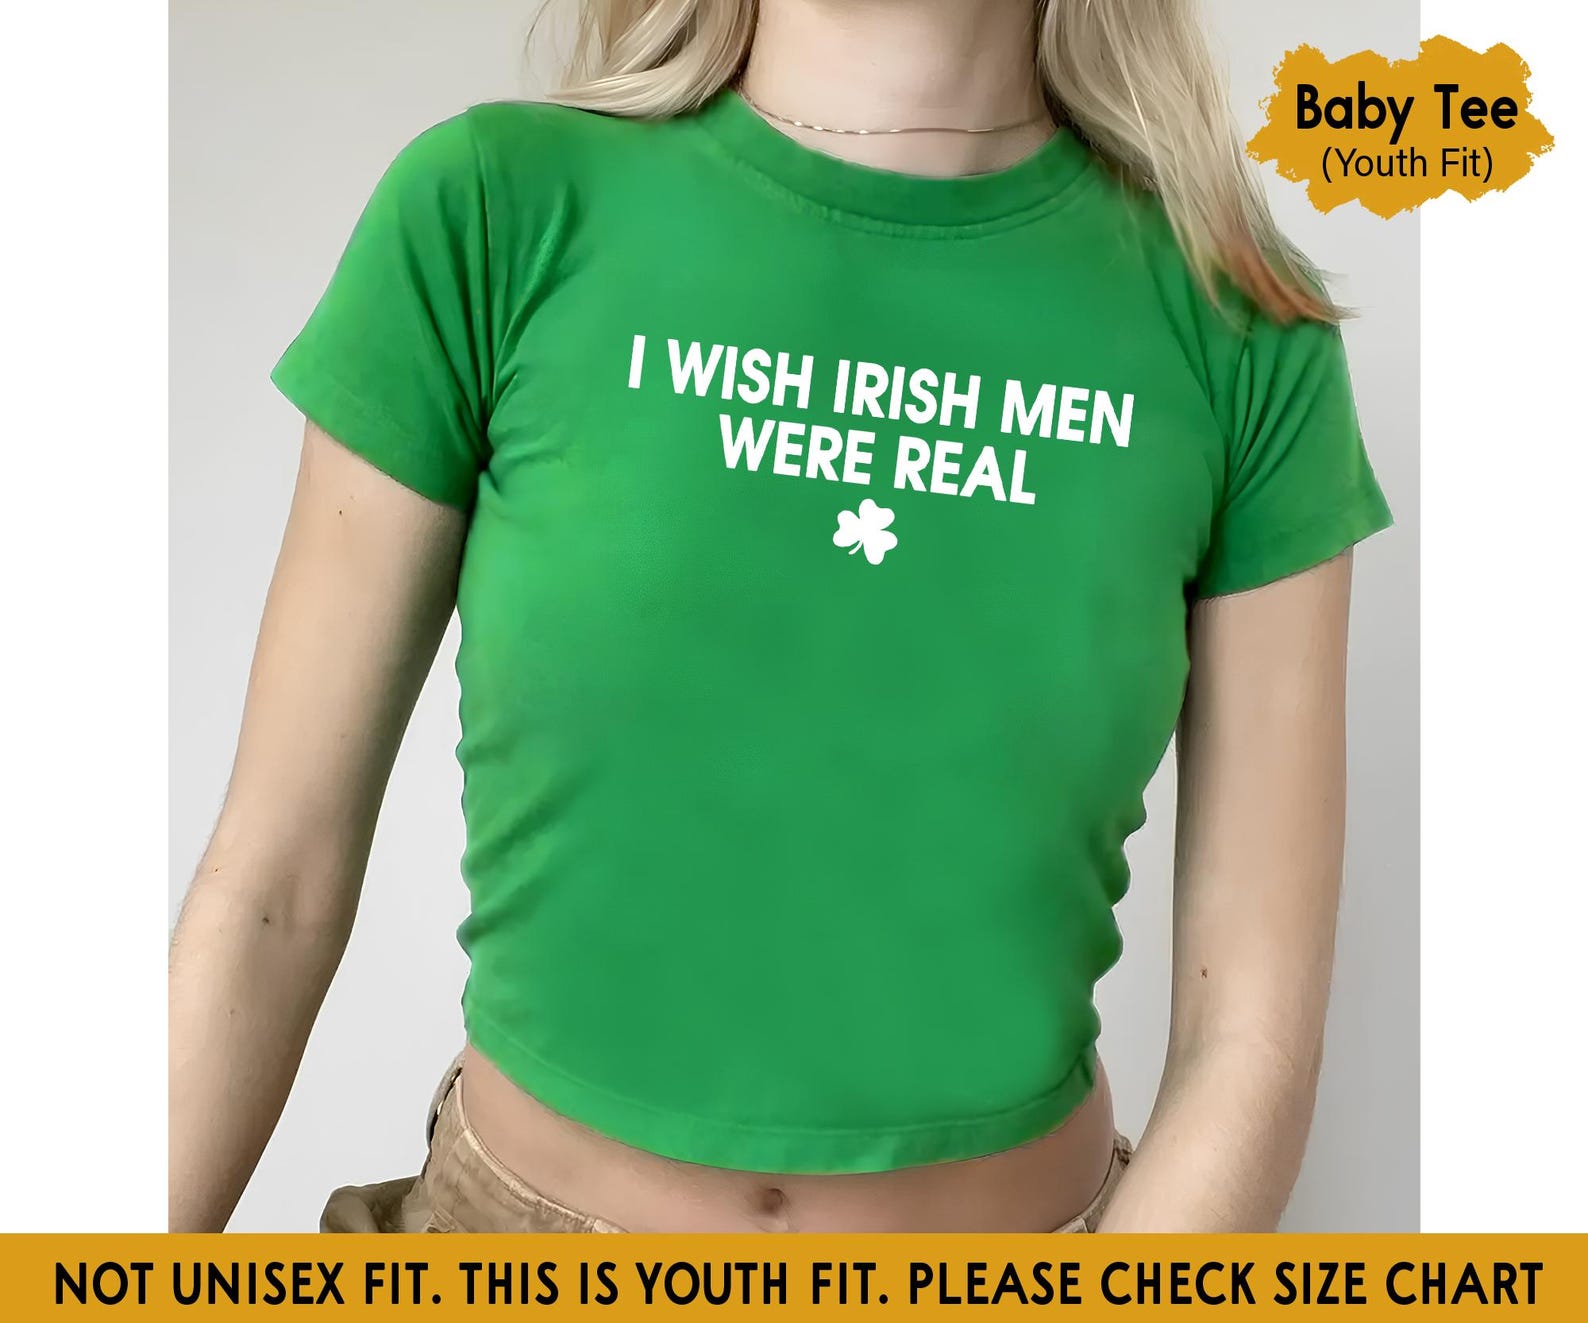 Baby Tee
(Youth Fit)
I WISH IRISH MEN
WERE REAL
NOT UNISEX FIT. THIS IS YOUTH FIT. PLEASE CHECK SIZE CHART